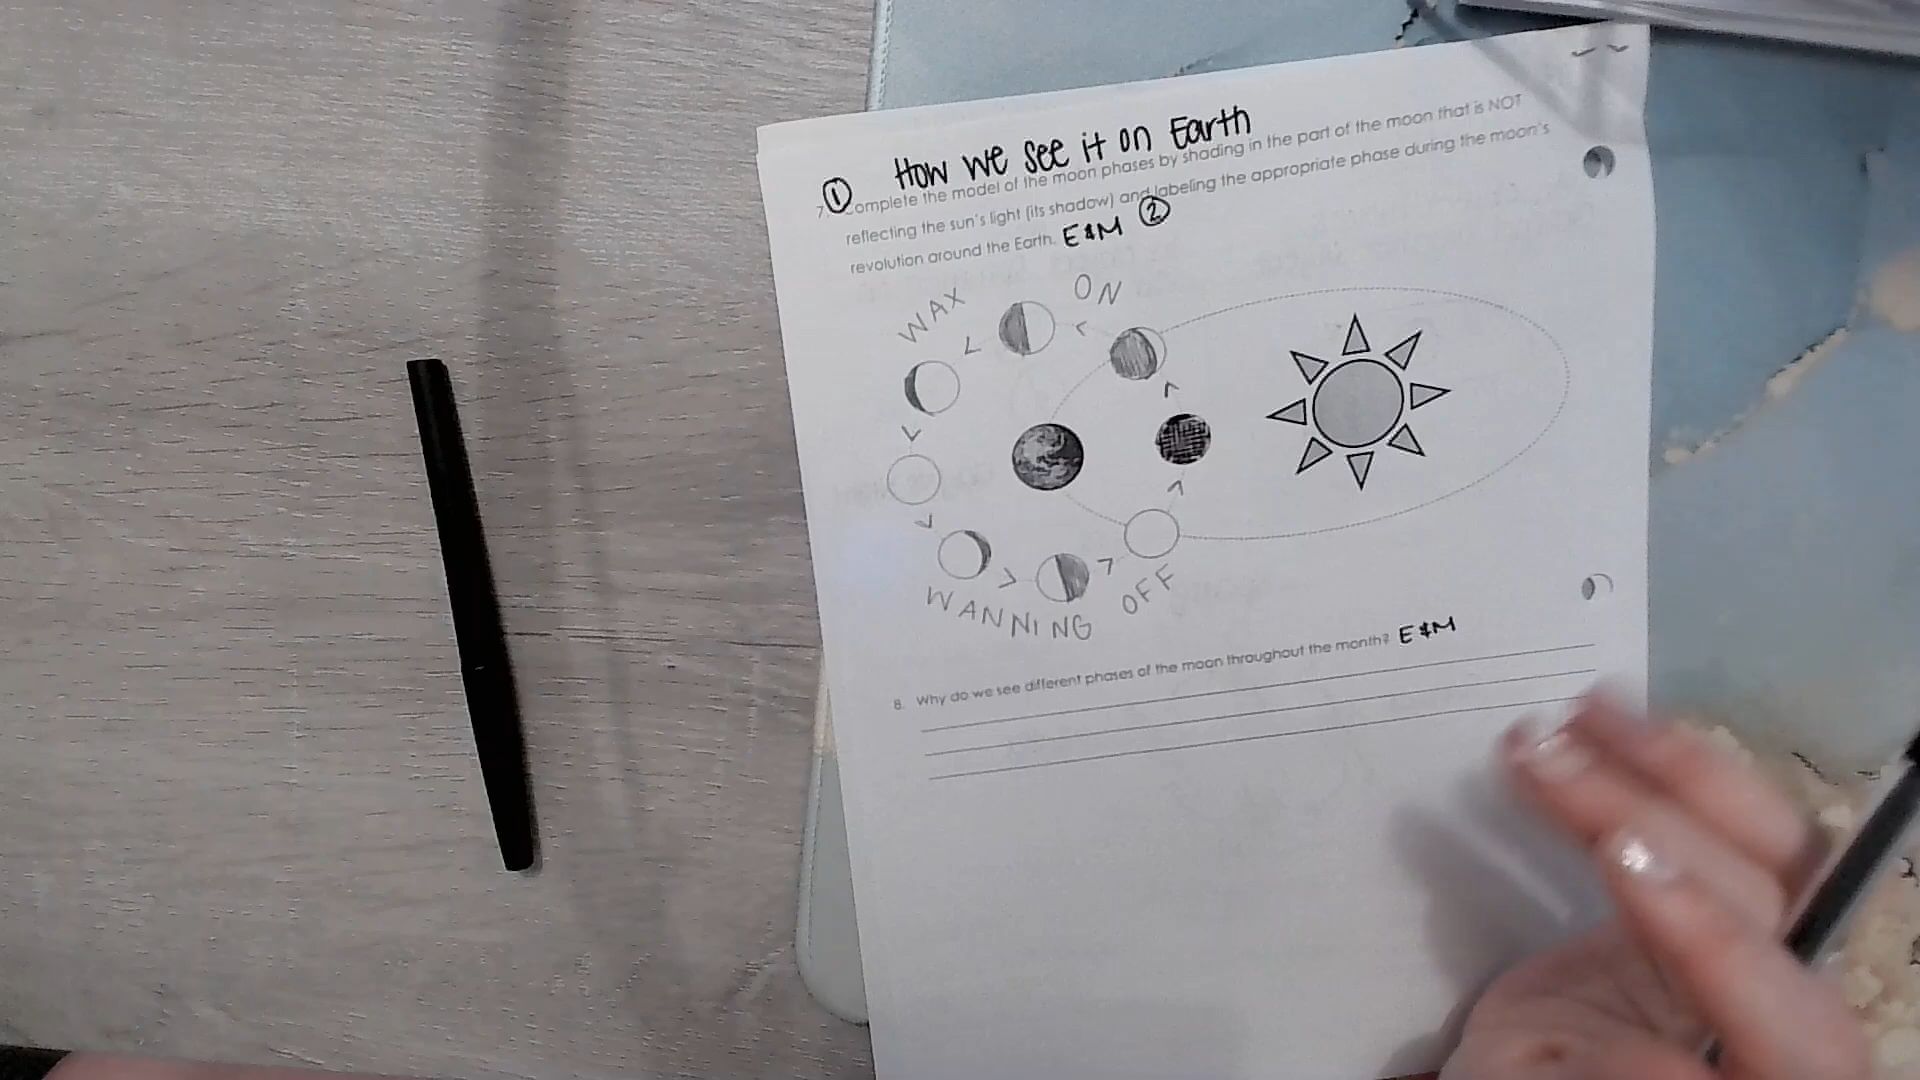 ① How we see it on Earth
7. Complete the model of the moon phases by shading in the part of the moon that is NOT
reflecting the sun's light (its shadow) and labeling the appropriate phase during the moon's
②
revolution around the Earth. E&M
WAX ON
WANNING OFF
8. Why do we see different phases of the moon throughout the month? E&M